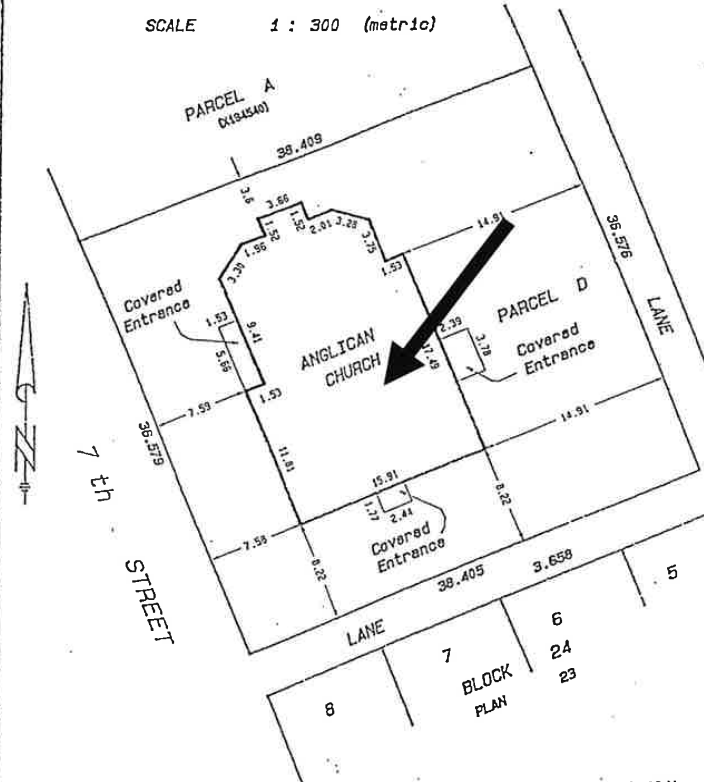 SCALE 1 : 300 (metric)
PARCEL A
(X184540)
38.409
3.6
3.66
1.52
1.52
1.96
2.01
3.28
3.75
3.30
1.53
14.91
36.576
LANE
Covered
Entrance
1.53
9.41
5.66
1.53
ANGLICAN
CHURCH
17.49
2.39
3.78
PARCEL D
Covered
Entrance
7.59
36.579
7 th STREET
11.81
14.91
15.91
1.77
2.44
Covered
Entrance
8.22
7.58
8.22
LANE
38.405
3.658
5
6
7
8
BLOCK 24
PLAN 23
N